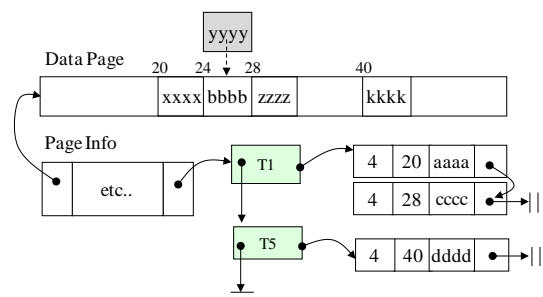 yyyy
Data Page
20 24 28 40
xxxx bbbb zzzz kkkk
Page Info
etc..
T1
4 20 aaaa
4 28 cccc
T5
4 40 dddd